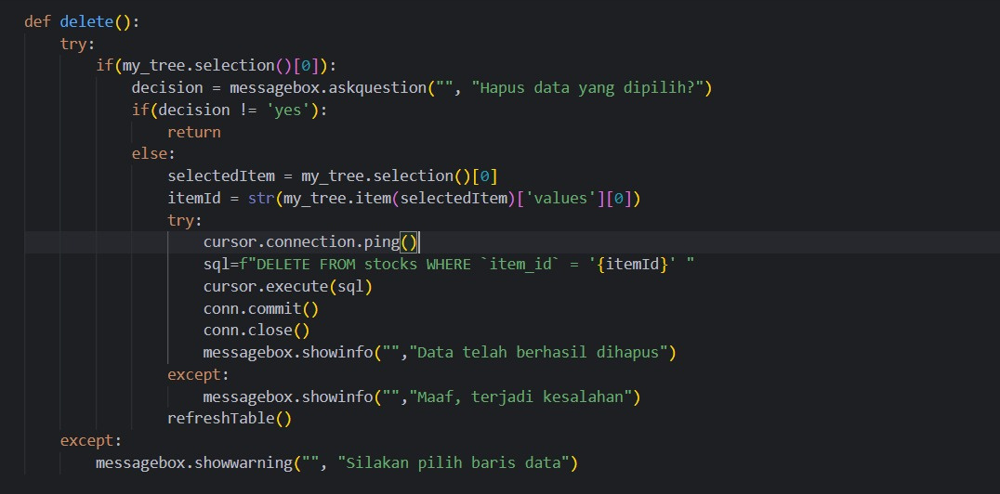 def delete():
    try:
        if(my_tree.selection()[0]):
            decision = messagebox.askquestion("", "Hapus data yang dipilih?")
            if(decision != 'yes'):
                return
            else:
                selectedItem = my_tree.selection()[0]
                itemId = str(my_tree.item(selectedItem)['values'][0])
                try:
                    cursor.connection.ping()
                    sql=f"DELETE FROM stocks WHERE `item_id` = '{itemId}' "
                    cursor.execute(sql)
                    conn.commit()
                    conn.close()
                    messagebox.showinfo("","Data telah berhasil dihapus")
                except:
                    messagebox.showinfo("","Maaf, terjadi kesalahan")
                refreshTable()
    except:
        messagebox.showwarning("", "Silakan pilih baris data")